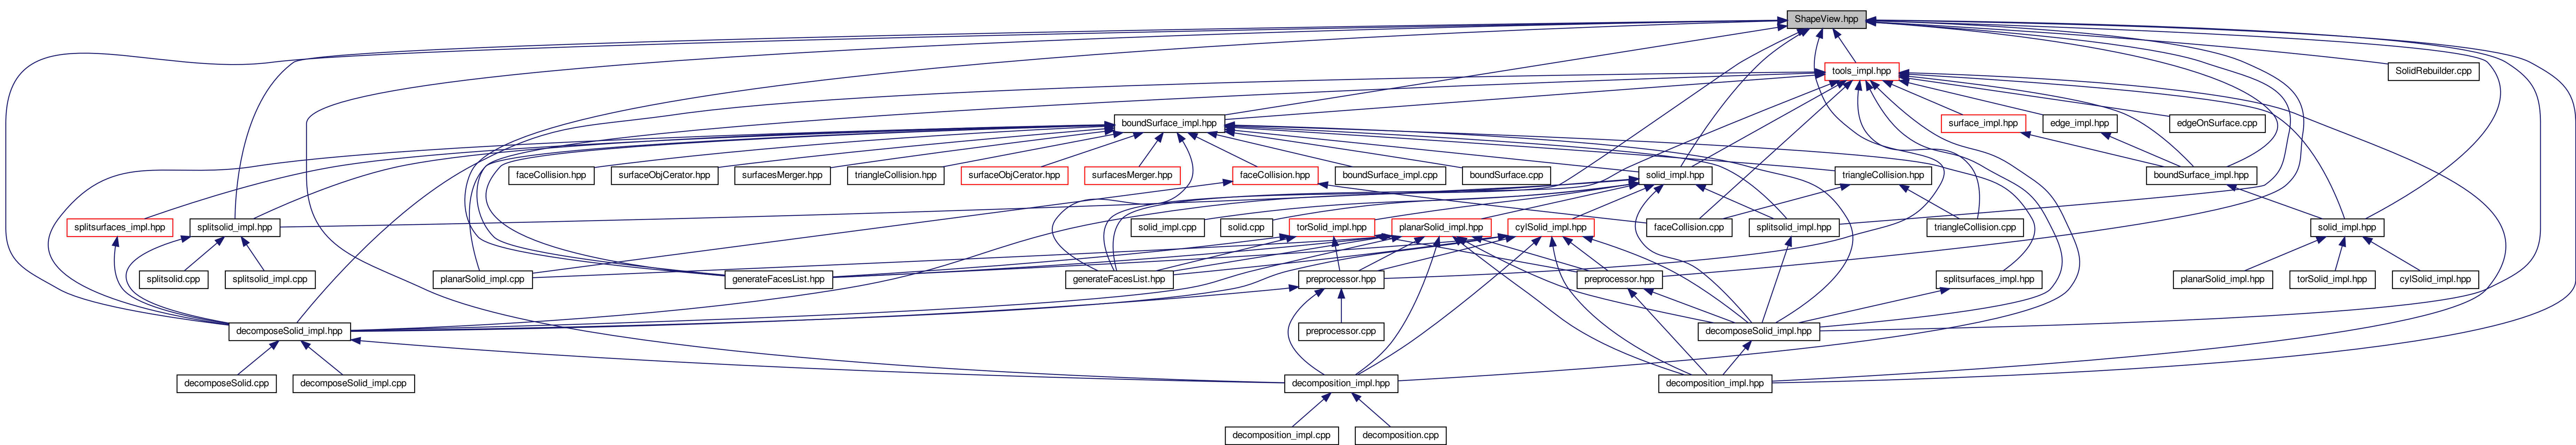 ShapeView.hpp
tools_impl.hpp
SolidRebuilder.cpp
boundSurface_impl.hpp
surface_impl.hpp
edge_impl.hpp
edgeOnSurface.cpp
faceCollision.hpp
surfaceObjCerator.hpp
surfacesMerger.hpp
triangleCollision.hpp
surfaceObjCerator.hpp
surfacesMerger.hpp
faceCollision.hpp
boundSurface_impl.cpp
boundSurface.cpp
solid_impl.hpp
triangleCollision.hpp
boundSurface_impl.hpp
splitsurfaces_impl.hpp
splitsolid_impl.hpp
solid_impl.cpp
solid.cpp
torSolid_impl.hpp
planarSolid_impl.hpp
cylSolid_impl.hpp
faceCollision.cpp
splitsolid_impl.hpp
triangleCollision.cpp
solid_impl.hpp
splitsolid.cpp
splitsolid_impl.cpp
planarSolid_impl.cpp
generateFacesList.hpp
generateFacesList.hpp
preprocessor.hpp
preprocessor.hpp
splitsurfaces_impl.hpp
planarSolid_impl.hpp
torSolid_impl.hpp
cylSolid_impl.hpp
decomposeSolid_impl.hpp
preprocessor.cpp
decomposeSolid_impl.hpp
decomposeSolid.cpp
decomposeSolid_impl.cpp
decomposition_impl.hpp
decomposition_impl.hpp
decomposition_impl.cpp
decomposition.cpp